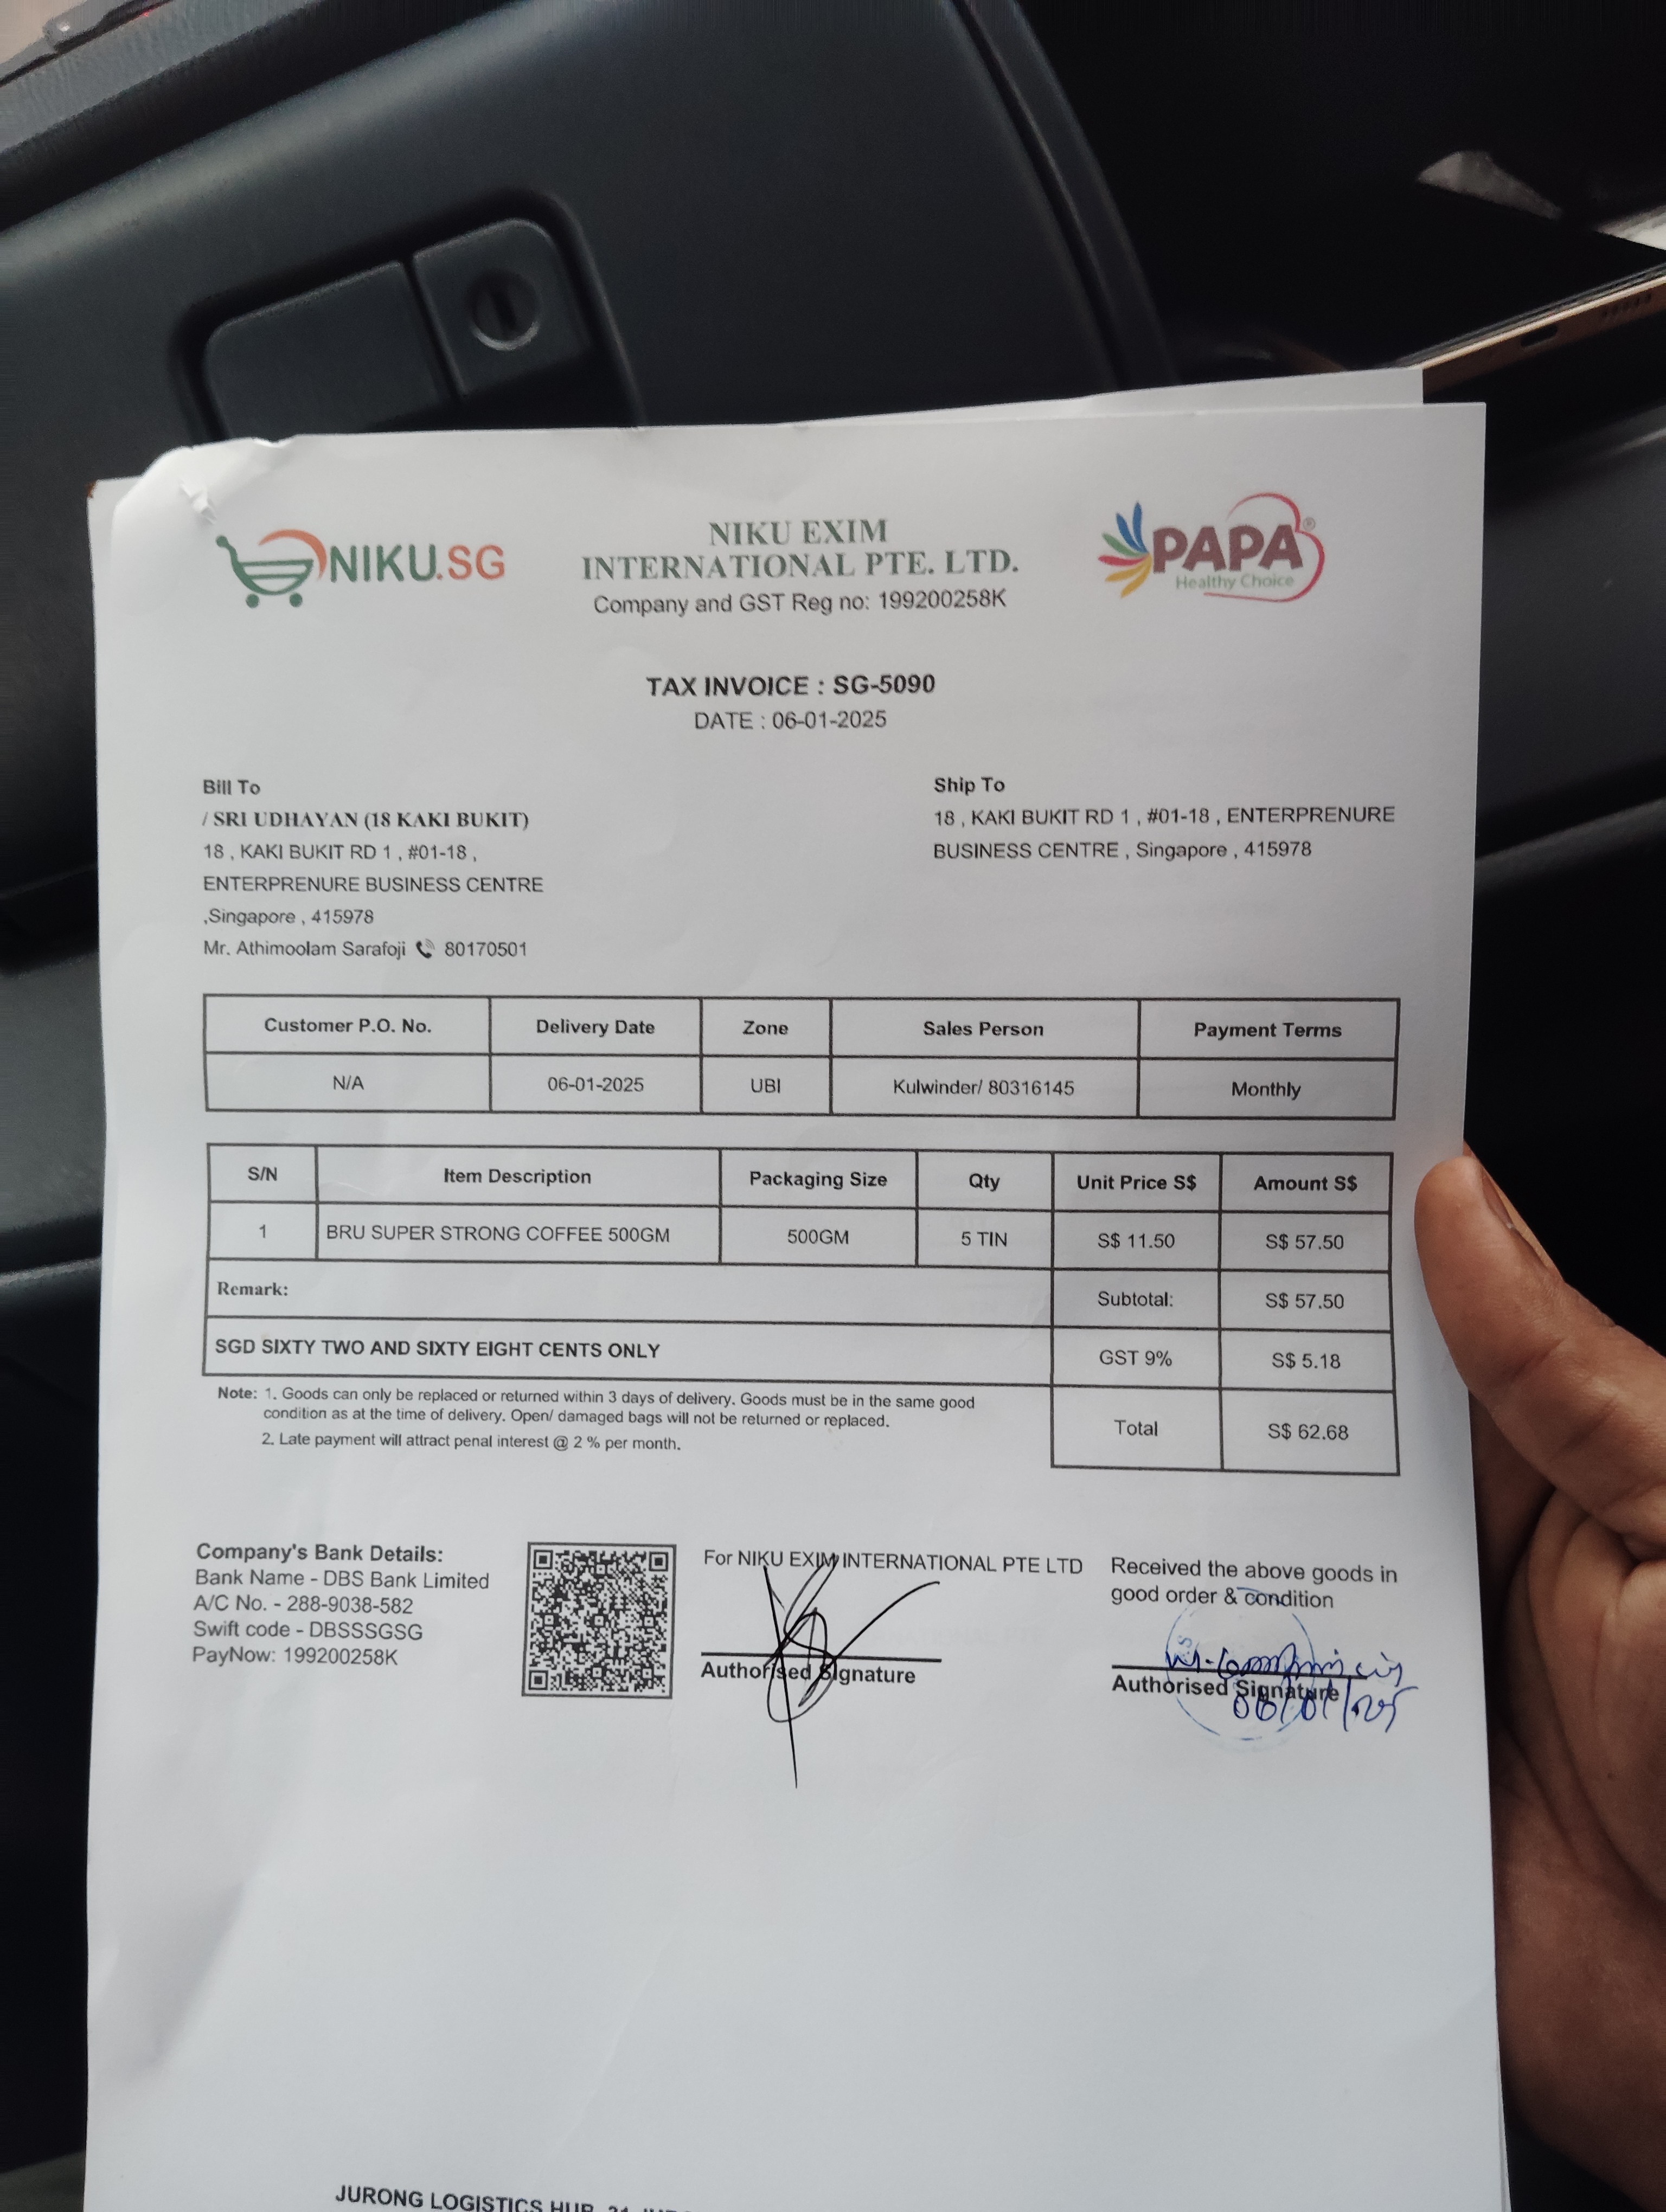 NIKU.SG
NIKU EXIM
INTERNATIONAL PTE. LTD.
Company and GST Reg no: 199200258K
PAPA®
Healthy Choice
TAX INVOICE : SG-5090
DATE : 06-01-2025
Bill To
/ SRI UDHAYAN (18 KAKI BUKIT)
18 , KAKI BUKIT RD 1 , #01-18 ,
ENTERPRENURE BUSINESS CENTRE
,Singapore , 415978
Mr. Athimoolam Sarafoji 80170501
Ship To
18 , KAKI BUKIT RD 1 , #01-18 , ENTERPRENURE
BUSINESS CENTRE , Singapore , 415978
Customer P.O. No. Delivery Date Zone Sales Person Payment Terms
N/A 06-01-2025 UBI Kulwinder/ 80316145 Monthly
S/N Item Description Packaging Size Qty Unit Price S$ Amount S$
1 BRU SUPER STRONG COFFEE 500GM 500GM 5 TIN S$ 11.50 S$ 57.50
Remark: Subtotal: S$ 57.50
SGD SIXTY TWO AND SIXTY EIGHT CENTS ONLY GST 9% S$ 5.18
Note: 1. Goods can only be replaced or returned within 3 days of delivery. Goods must be in the same good
condition as at the time of delivery. Open/ damaged bags will not be returned or replaced.
2. Late payment will attract penal interest @ 2 % per month.
Total S$ 62.68
Company's Bank Details:
Bank Name - DBS Bank Limited
A/C No. - 288-9038-582
Swift code - DBSSSGSG
PayNow: 199200258K
For NIKU EXIM INTERNATIONAL PTE LTD
Authorised Signature
Received the above goods in
good order & condition
Authorised Signature
06/01/25
JURONG LOGISTICS HUB